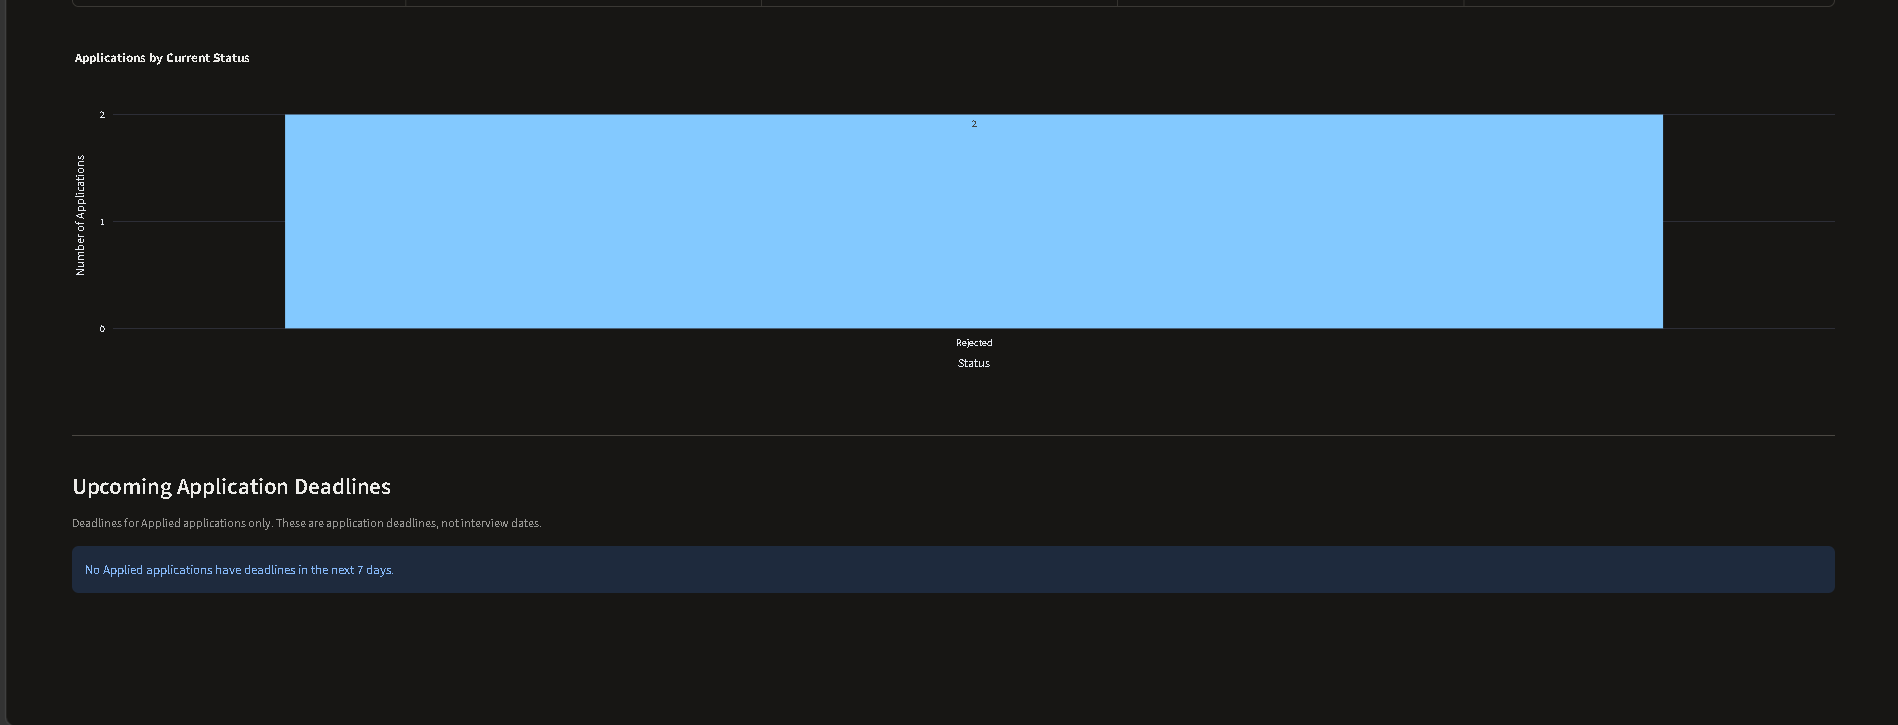 Applications by Current Status
2
2
Number of Applications
1
0
Rejected
Status
Upcoming Application Deadlines
Deadlines for Applied applications only. These are application deadlines, not interview dates.
No Applied applications have deadlines in the next 7 days.